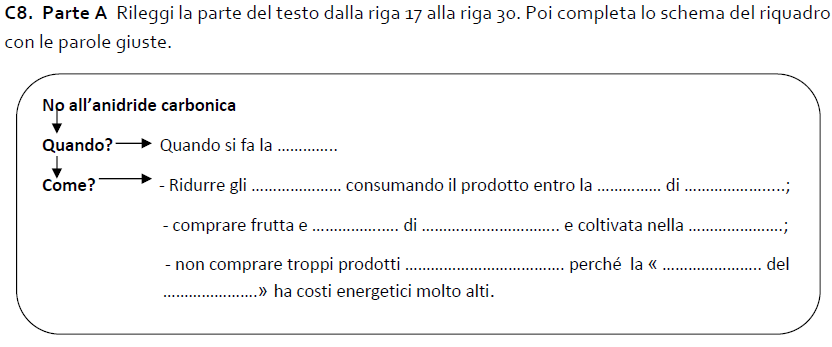 C8. Parte A Rileggi la parte del testo dalla riga 17 alla riga 30. Poi completa lo schema del riquadro
con le parole giuste.
No all'anidride carbonica
Quando? Quando si fa la ..............
Come? - Ridurre gli ..................... consumando il prodotto entro la ............... di .......................;
- comprare frutta e .................... di ................................ e coltivata nella ......................;
- non comprare troppi prodotti ..................................... perché la « ....................... del
......................» ha costi energetici molto alti.